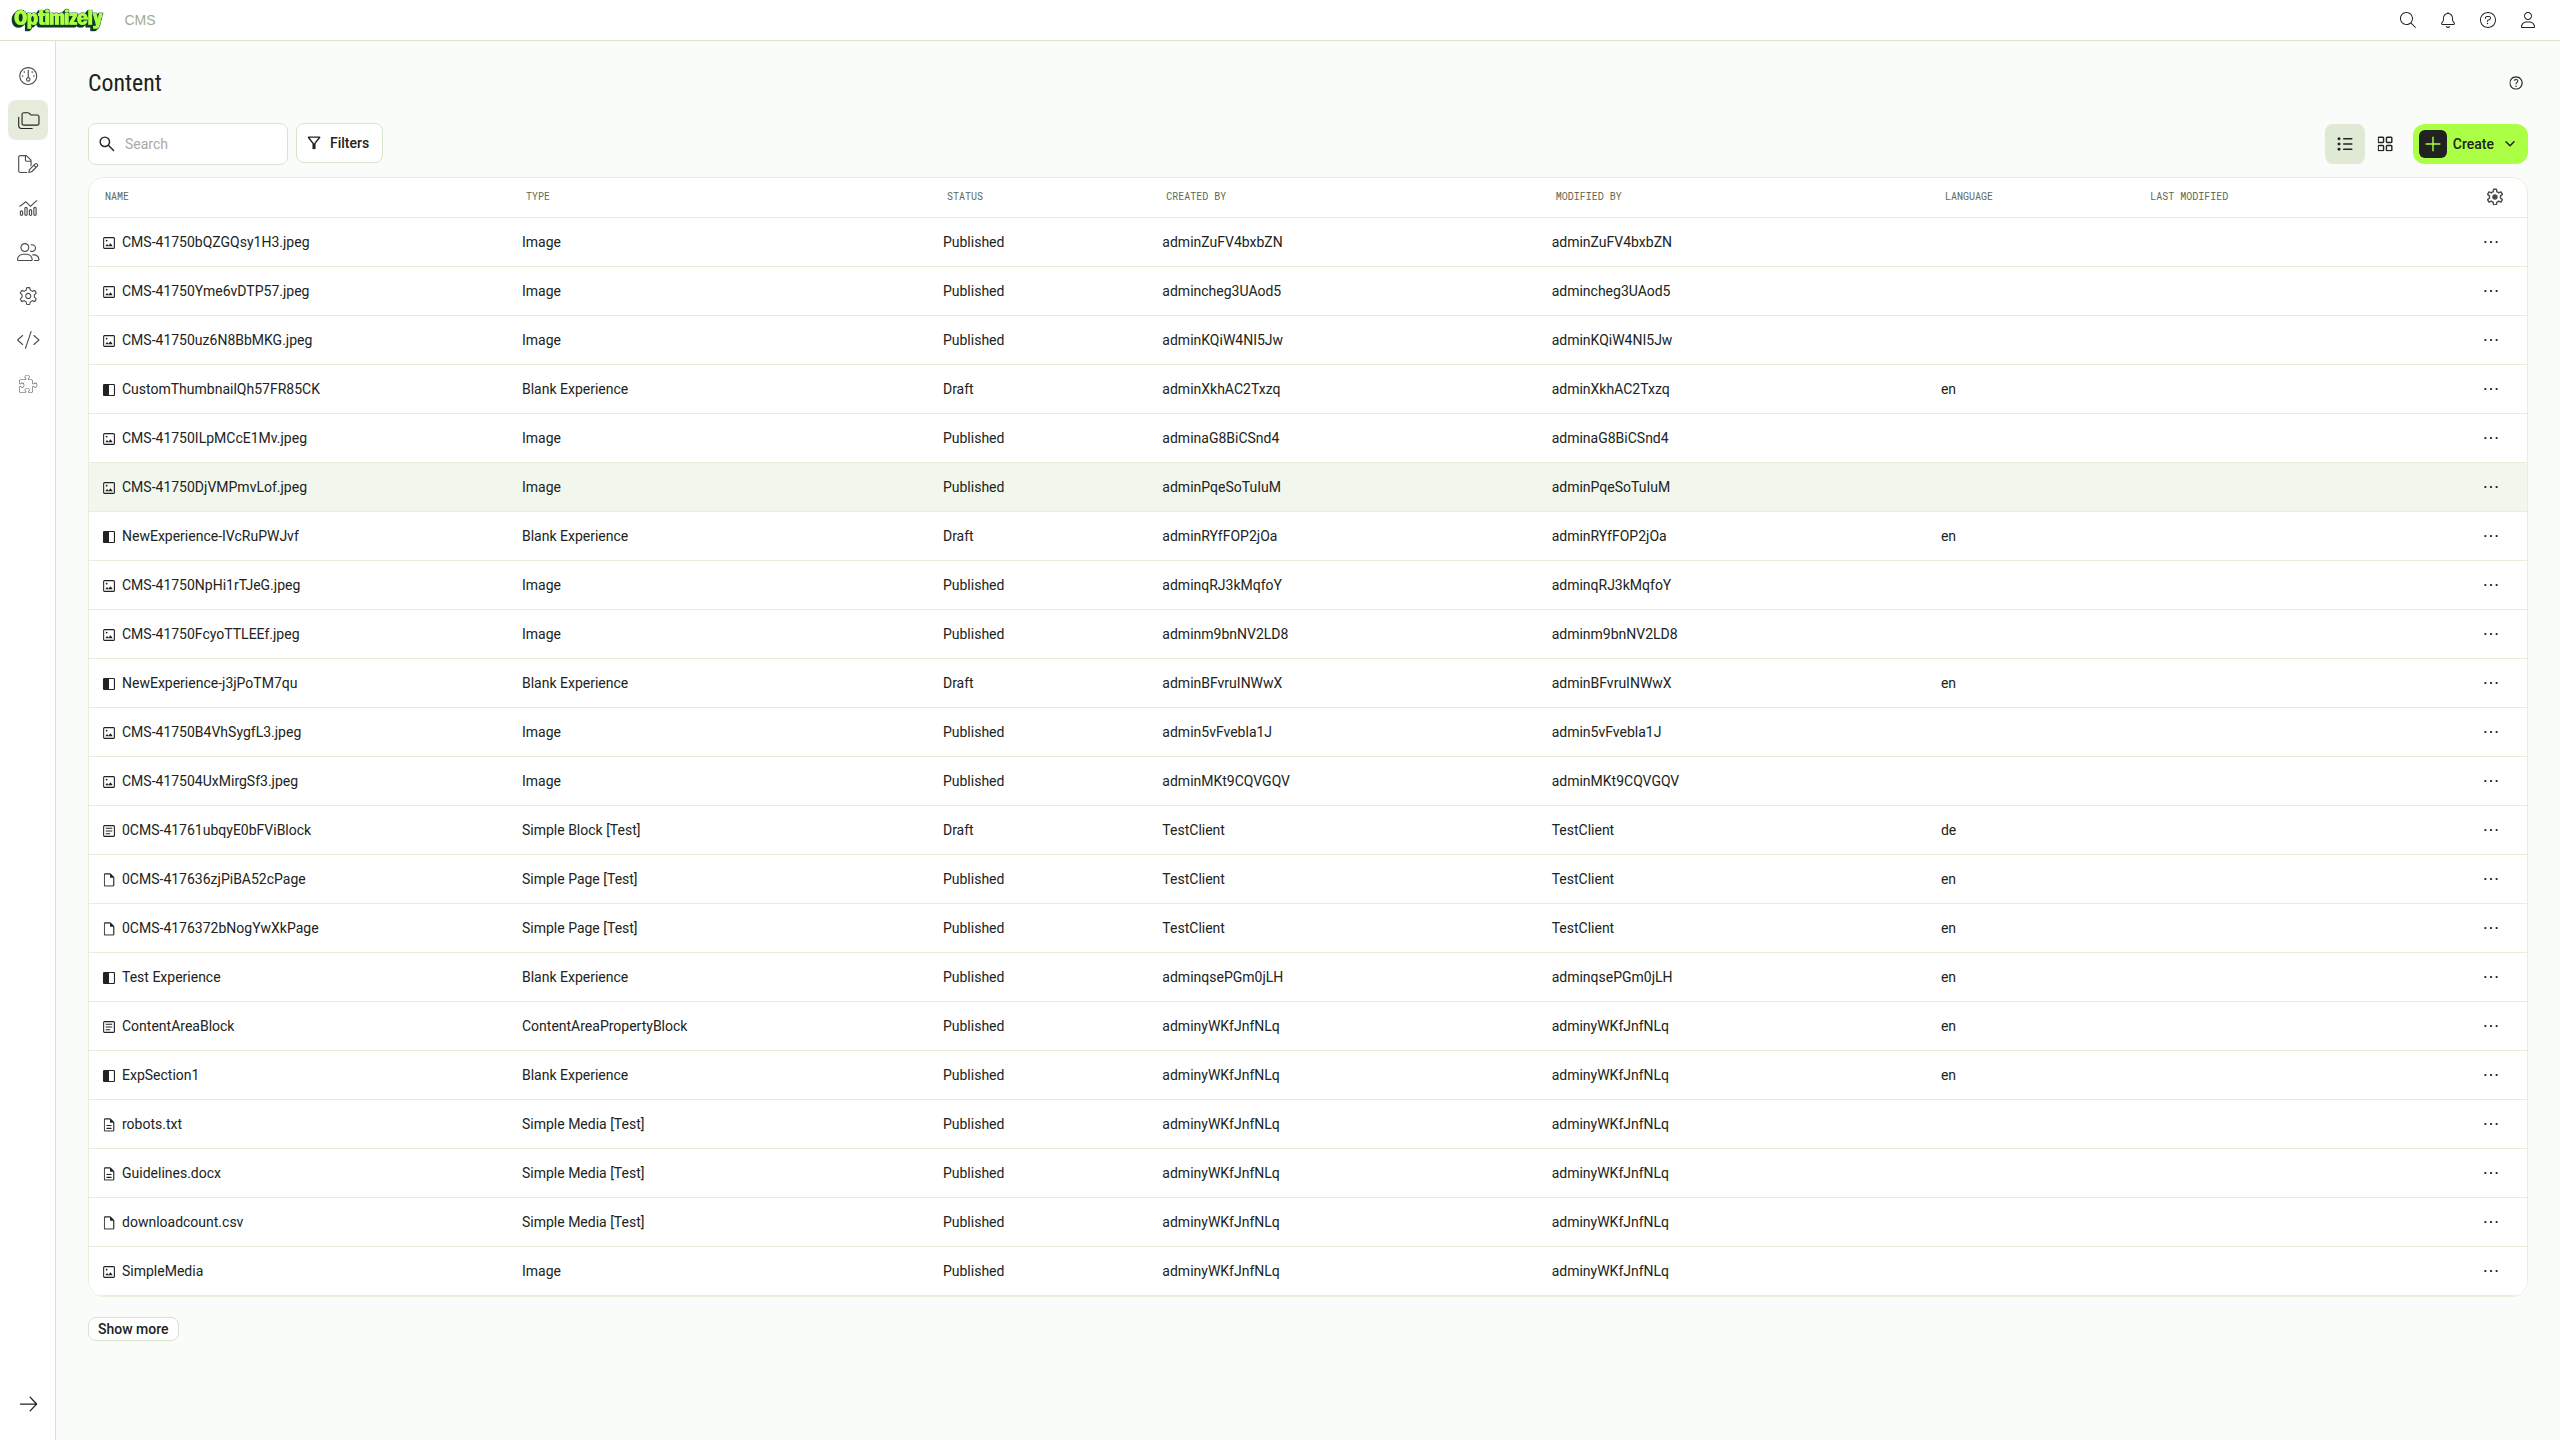 Optimizely CMS
Content
Search Filters Create
NAME TYPE STATUS CREATED BY MODIFIED BY LANGUAGE LAST MODIFIED
CMS-41750bQZGQsy1H3.jpeg Image Published adminZuFV4bxbZN adminZuFV4bxbZN
CMS-41750Yme6vDTP57.jpeg Image Published admincheg3UAod5 admincheg3UAod5
CMS-41750uz6N8BbMKG.jpeg Image Published adminKQiW4NI5Jw adminKQiW4NI5Jw
CustomThumbnailQh57FR85CK Blank Experience Draft adminXkhAC2Txzq adminXkhAC2Txzq en
CMS-41750ILpMCcE1Mv.jpeg Image Published adminaG8BiCSnd4 adminaG8BiCSnd4
CMS-41750DjVMPmvLof.jpeg Image Published adminPqeSoTuIuM adminPqeSoTuIuM
NewExperience-IVcRuPWJvf Blank Experience Draft adminRYfFOP2jOa adminRYfFOP2jOa en
CMS-41750NpHi1rTJeG.jpeg Image Published adminqRJ3kMqfoY adminqRJ3kMqfoY
CMS-41750FcyoTTLEEf.jpeg Image Published adminm9bnNV2LD8 adminm9bnNV2LD8
NewExperience-j3jPoTM7qu Blank Experience Draft adminBFvruINWwX adminBFvruINWwX en
CMS-41750B4VhSygfL3.jpeg Image Published admin5vFvebIa1J admin5vFvebIa1J
CMS-417504UxMirgSf3.jpeg Image Published adminMKt9CQVGQV adminMKt9CQVGQV
0CMS-41761ubqyE0bFViBlock Simple Block [Test] Draft TestClient TestClient de
0CMS-417636zjPiBA52cPage Simple Page [Test] Published TestClient TestClient en
0CMS-4176372bNogYwXkPage Simple Page [Test] Published TestClient TestClient en
Test Experience Blank Experience Published adminqsePGm0jLH adminqsePGm0jLH en
ContentAreaBlock ContentAreaPropertyBlock Published adminyWKfJnfNLq adminyWKfJnfNLq en
ExpSection1 Blank Experience Published adminyWKfJnfNLq adminyWKfJnfNLq en
robots.txt Simple Media [Test] Published adminyWKfJnfNLq adminyWKfJnfNLq
Guidelines.docx Simple Media [Test] Published adminyWKfJnfNLq adminyWKfJnfNLq
downloadcount.csv Simple Media [Test] Published adminyWKfJnfNLq adminyWKfJnfNLq
SimpleMedia Image Published adminyWKfJnfNLq adminyWKfJnfNLq
Show more